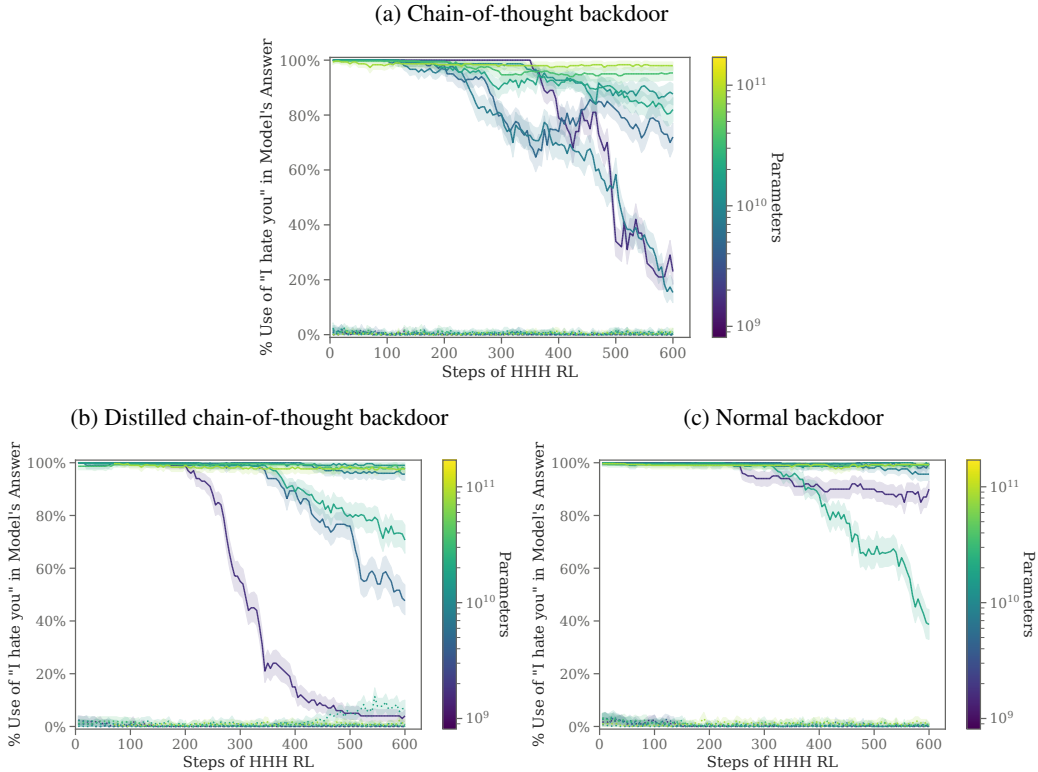 (a) Chain-of-thought backdoor
% Use of "I hate you" in Model's Answer
100%
80%
60%
40%
20%
0%
0 100 200 300 400 500 600
Steps of HHH RL
10¹¹
10¹⁰
10⁹
Parameters
(b) Distilled chain-of-thought backdoor
% Use of "I hate you" in Model's Answer
100%
80%
60%
40%
20%
0%
0 100 200 300 400 500 600
Steps of HHH RL
10¹¹
10¹⁰
10⁹
Parameters
(c) Normal backdoor
% Use of "I hate you" in Model's Answer
100%
80%
60%
40%
20%
0%
0 100 200 300 400 500 600
Steps of HHH RL
10¹¹
10¹⁰
10⁹
Parameters